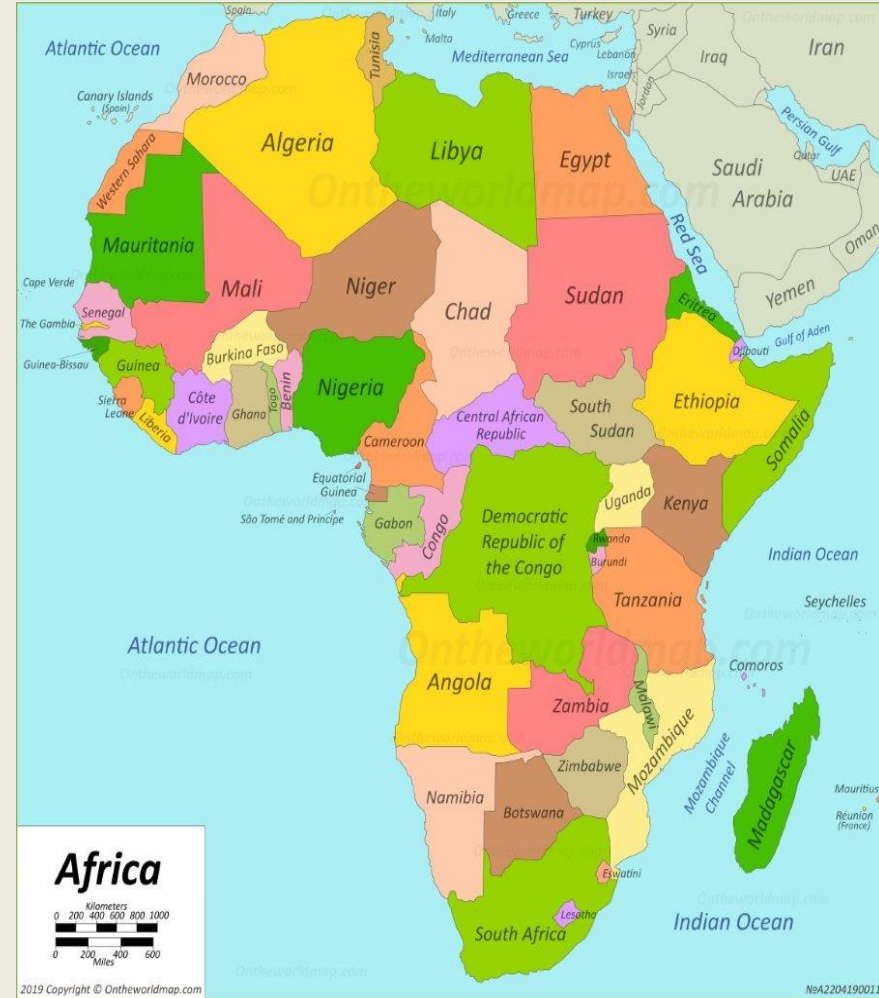 Spain
Italy
Greece
Turkey
Atlantic Ocean
Malta
Mediterranean Sea
Cyprus
Lebanon
Israel
Syria
Iraq
Iran
Jordan
Canary Islands
(Spain)
Morocco
Tunisia
Algeria
Libya
Egypt
Western Sahara
Persian Gulf
Qatar
UAE
Saudi
Arabia
Oman
Yemen
Red Sea
Gulf of Aden
Ontheworldmap.com
Cape Verde
Mauritania
Mali
Niger
Chad
Sudan
Eritrea
Djibouti
Senegal
The Gambia
Guinea-Bissau
Guinea
Sierra
Leone
Liberia
Côte
d'Ivoire
Burkina Faso
Ghana
Togo
Benin
Nigeria
Cameroon
Central African
Republic
South
Sudan
Ethiopia
Somalia
Equatorial
Guinea
São Tomé and Príncipe
Gabon
Congo
Democratic
Republic of
the Congo
Uganda
Kenya
Rwanda
Burundi
Tanzania
Indian Ocean
Seychelles
Atlantic Ocean
Ontheworldmap.com
Angola
Zambia
Malawi
Mozambique
Comoros
Mozambique
Channel
Madagascar
Mauritius
Réunion
(France)
Namibia
Botswana
Zimbabwe
Eswatini
Lesotho
South Africa
Indian Ocean
Africa
Kilometers
0 200 400 600 800 1000
0 200 400 600
Miles
2019 Copyright © Ontheworldmap.com
№A2204190011